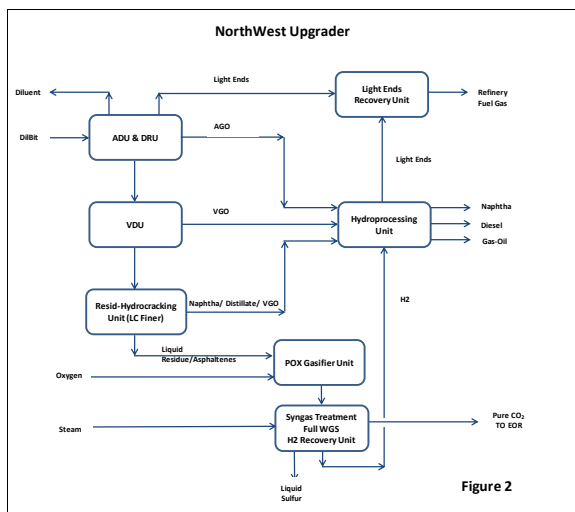 NorthWest Upgrader
Light Ends
Diluent
Light Ends
Recovery Unit
Refinery
Fuel Gas
DilBit
ADU & DRU
AGO
Light Ends
VDU
VGO
Hydroprocessing
Unit
Naphtha
Diesel
Gas-Oil
Resid-Hydrocracking
Unit (LC Finer)
Naphtha/ Distillate/ VGO
H2
Liquid
Residue/Asphaltenes
POX Gasifier Unit
Oxygen
Steam
Syngas Treatment
Full WGS
H2 Recovery Unit
Pure CO₂
TO EOR
Liquid
Sulfur
Figure 2